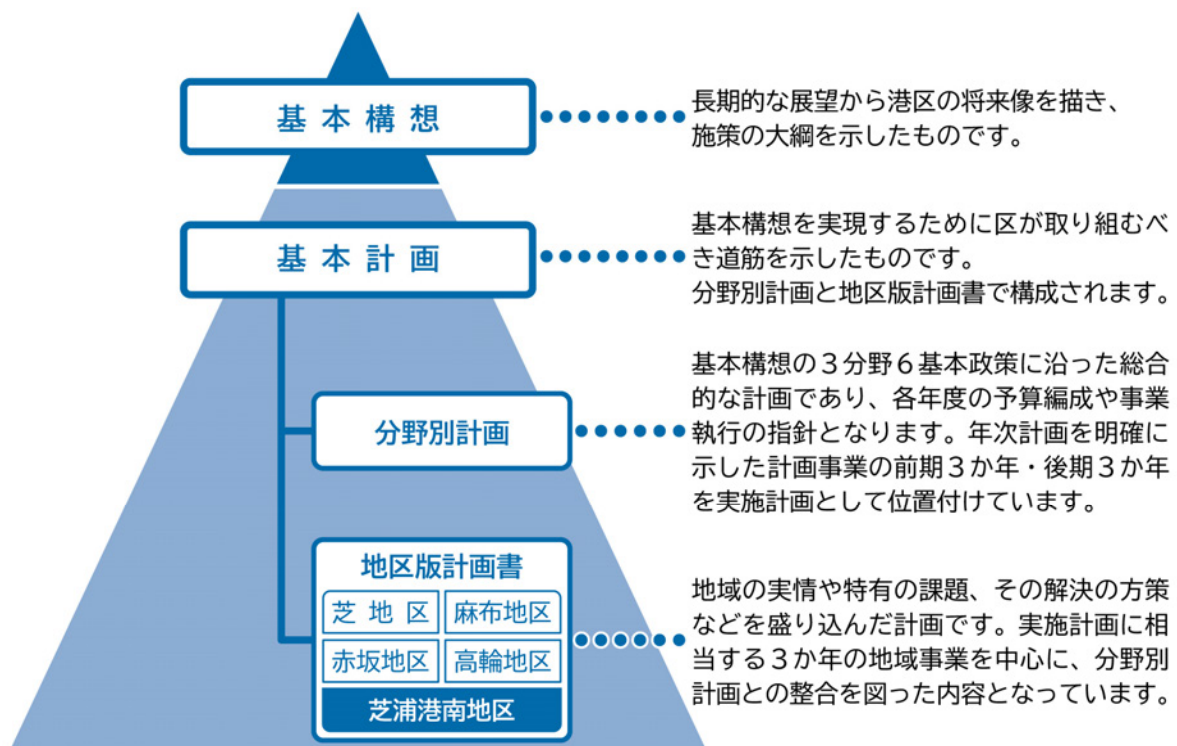 基本構想
長期的な展望から港区の将来像を描き、
施策の大綱を示したものです。
基本計画
基本構想を実現するために区が取り組むべ
き道筋を示したものです。
分野別計画と地区版計画書で構成されます。
分野別計画
基本構想の３分野６基本政策に沿った総合
的な計画であり、各年度の予算編成や事業
執行の指針となります。年次計画を明確に
示した計画事業の前期３か年・後期３か年
を実施計画として位置付けています。
地区版計画書
芝地区
麻布地区
赤坂地区
高輪地区
芝浦港南地区
地域の実情や特有の課題、その解決の方策
などを盛り込んだ計画です。実施計画に相
当する３か年の地域事業を中心に、分野別
計画との整合を図った内容となっています。